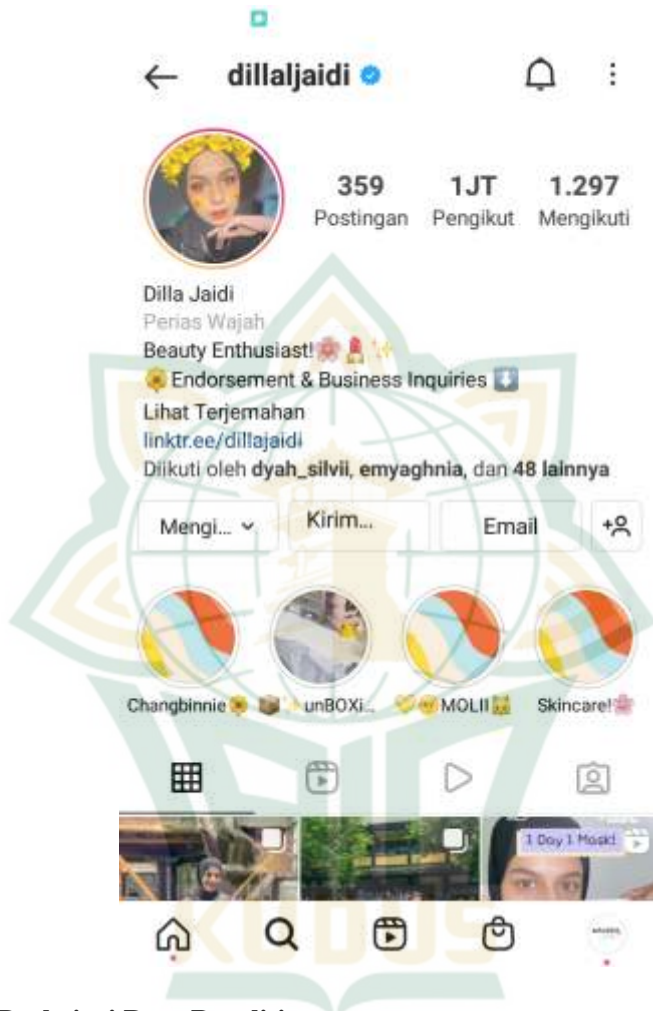 dillaljaidi
359 1JT 1.297
Postingan Pengikut Mengikuti
Dilla Jaidi
Perias Wajah
Beauty Enthusiast!🌸💄✨
🌼Endorsement & Business Inquiries ⬇️
Lihat Terjemahan
linktr.ee/dillajaidi
Diikuti oleh dyah_silvii, emyaghnia, dan 48 lainnya
Mengi... Kirim... Email
Changbinnie🌼 📦✨unBOXi... MOLII🐱 Skincare!🌸
1 Day 1 Mask!
KUDUS